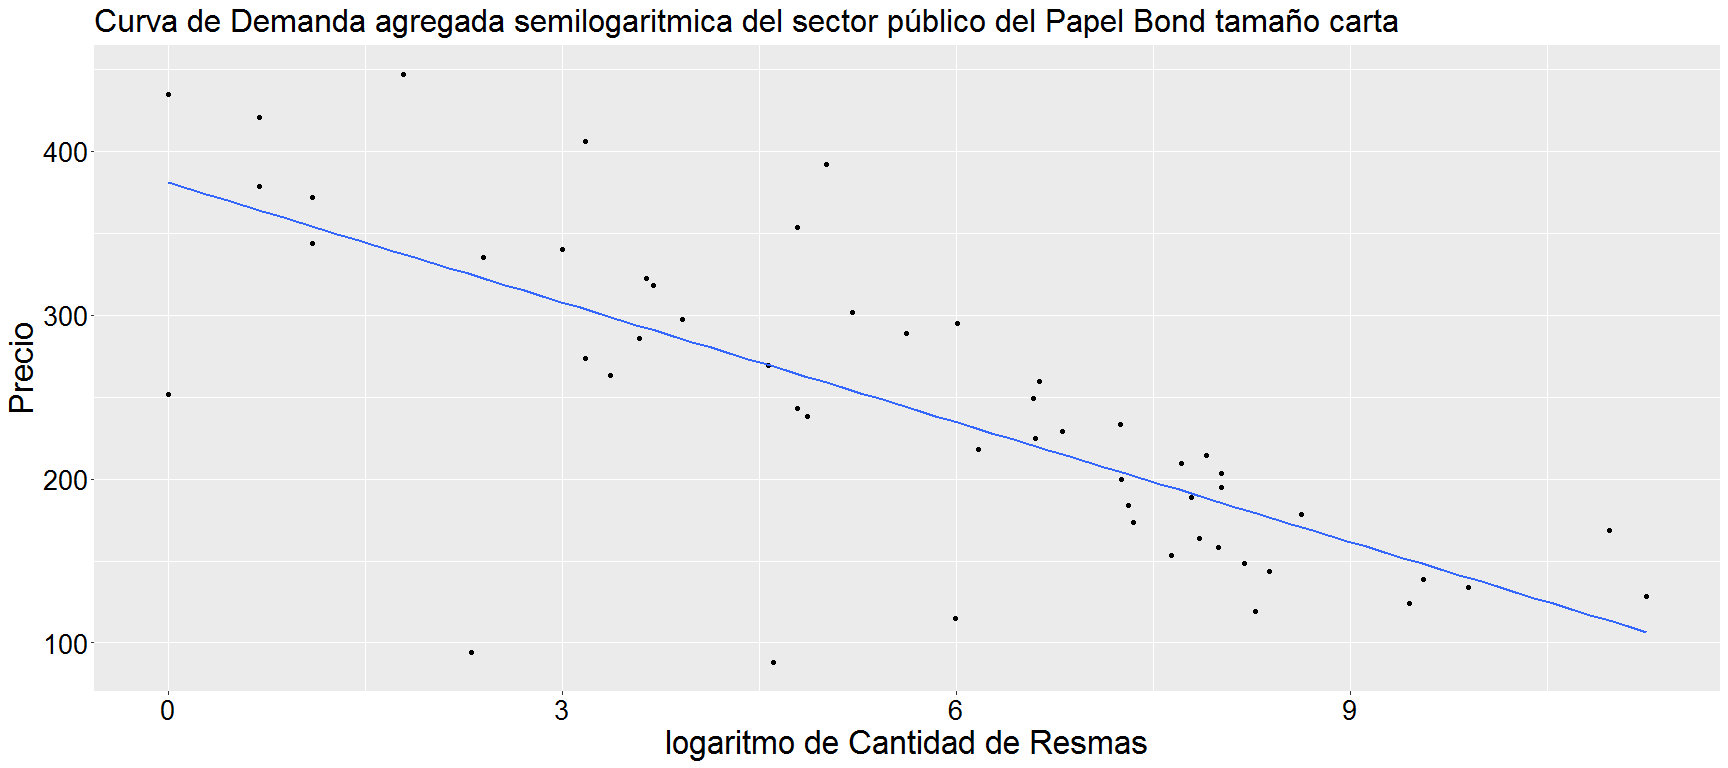 Curva de Demanda agregada semilogaritmica del sector público del Papel Bond tamaño carta
Precio
400
300
200
100
0 3 6 9
logaritmo de Cantidad de Resmas